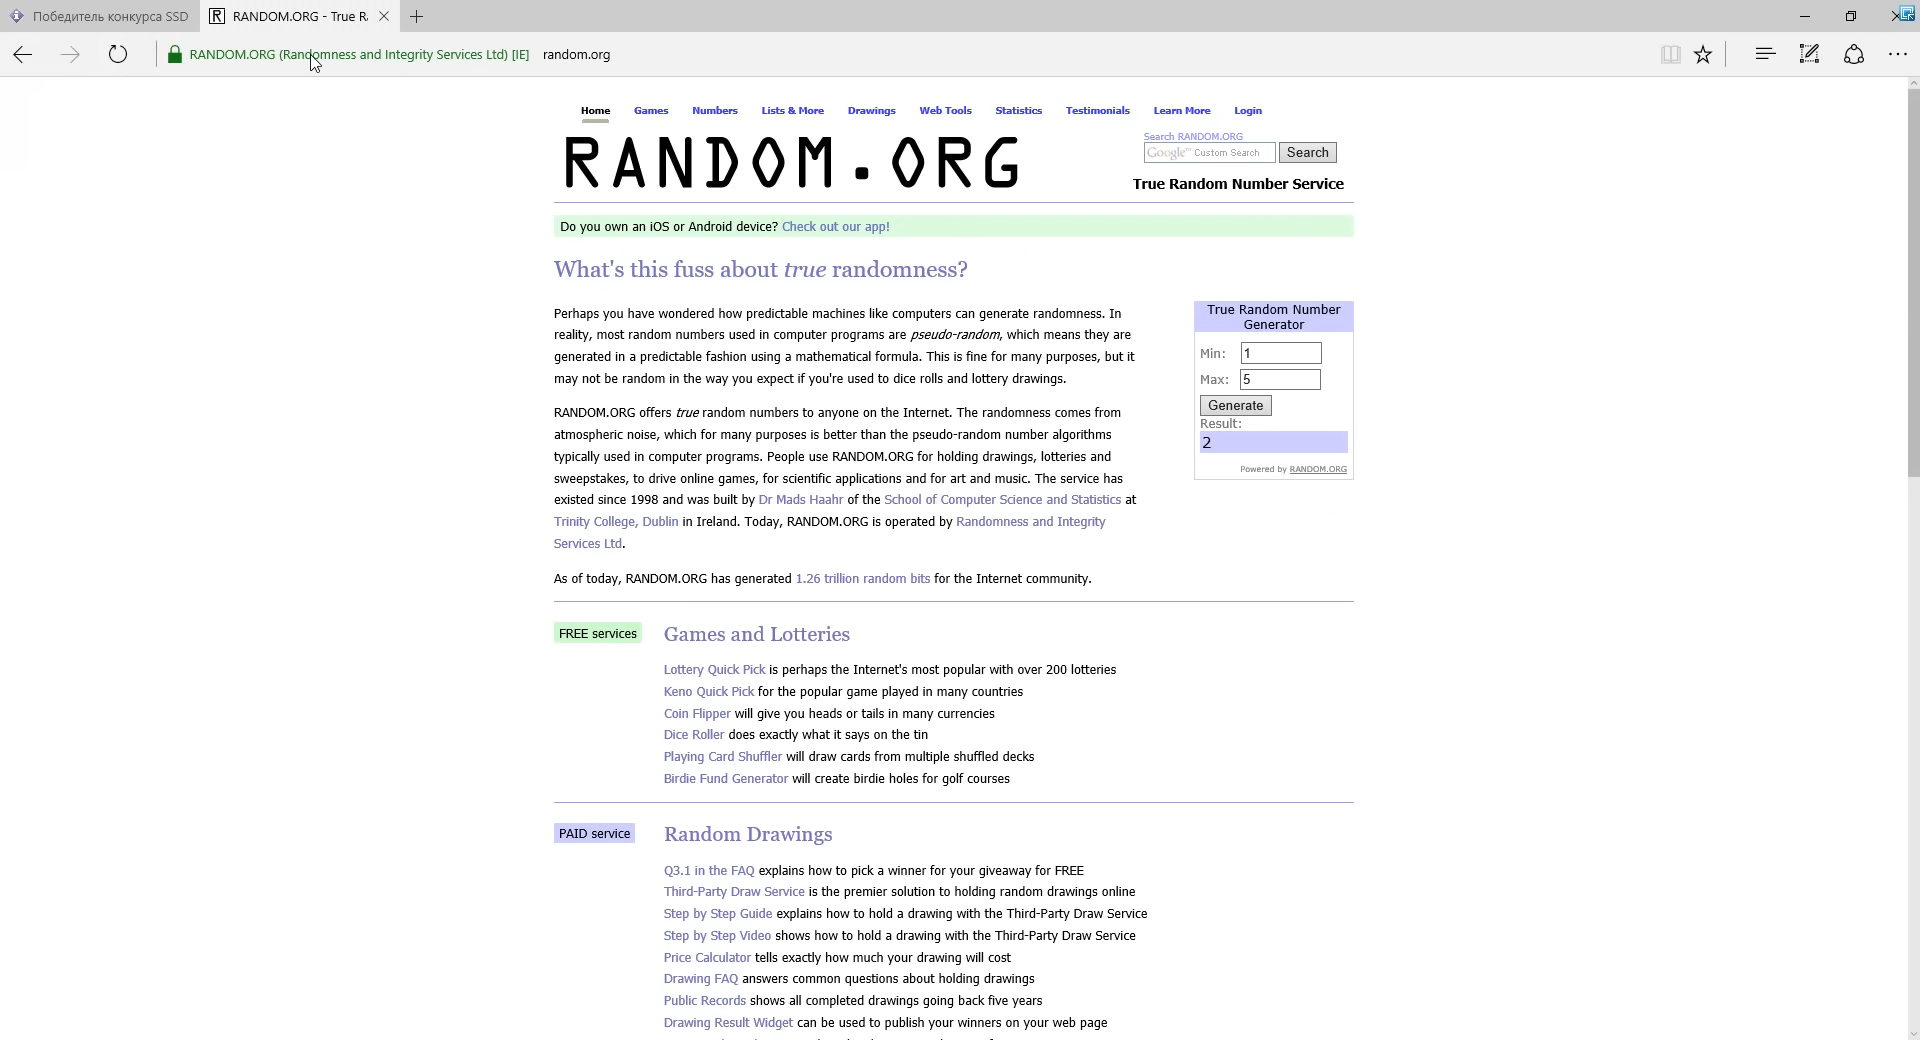 Победитель конкурса SSD
RANDOM.ORG - True R
RANDOM.ORG (Randomness and Integrity Services Ltd) [IE] random.org
Home Games Numbers Lists & More Drawings Web Tools Statistics Testimonials Learn More Login
RANDOM.ORG
Search RANDOM.ORG
Google™ Custom Search Search
True Random Number Service
Do you own an iOS or Android device? Check out our app!
What's this fuss about true randomness?
Perhaps you have wondered how predictable machines like computers can generate randomness. In
reality, most random numbers used in computer programs are pseudo-random, which means they are
generated in a predictable fashion using a mathematical formula. This is fine for many purposes, but it
may not be random in the way you expect if you're used to dice rolls and lottery drawings.
RANDOM.ORG offers true random numbers to anyone on the Internet. The randomness comes from
atmospheric noise, which for many purposes is better than the pseudo-random number algorithms
typically used in computer programs. People use RANDOM.ORG for holding drawings, lotteries and
sweepstakes, to drive online games, for scientific applications and for art and music. The service has
existed since 1998 and was built by Dr Mads Haahr of the School of Computer Science and Statistics at
Trinity College, Dublin in Ireland. Today, RANDOM.ORG is operated by Randomness and Integrity
Services Ltd.
As of today, RANDOM.ORG has generated 1.26 trillion random bits for the Internet community.
True Random Number
Generator
Min: 1
Max: 5
Generate
Result:
2
Powered by RANDOM.ORG
FREE services
Games and Lotteries
Lottery Quick Pick is perhaps the Internet's most popular with over 200 lotteries
Keno Quick Pick for the popular game played in many countries
Coin Flipper will give you heads or tails in many currencies
Dice Roller does exactly what it says on the tin
Playing Card Shuffler will draw cards from multiple shuffled decks
Birdie Fund Generator will create birdie holes for golf courses
PAID service
Random Drawings
Q3.1 in the FAQ explains how to pick a winner for your giveaway for FREE
Third-Party Draw Service is the premier solution to holding random drawings online
Step by Step Guide explains how to hold a drawing with the Third-Party Draw Service
Step by Step Video shows how to hold a drawing with the Third-Party Draw Service
Price Calculator tells exactly how much your drawing will cost
Drawing FAQ answers common questions about holding drawings
Public Records shows all completed drawings going back five years
Drawing Result Widget can be used to publish your winners on your web page